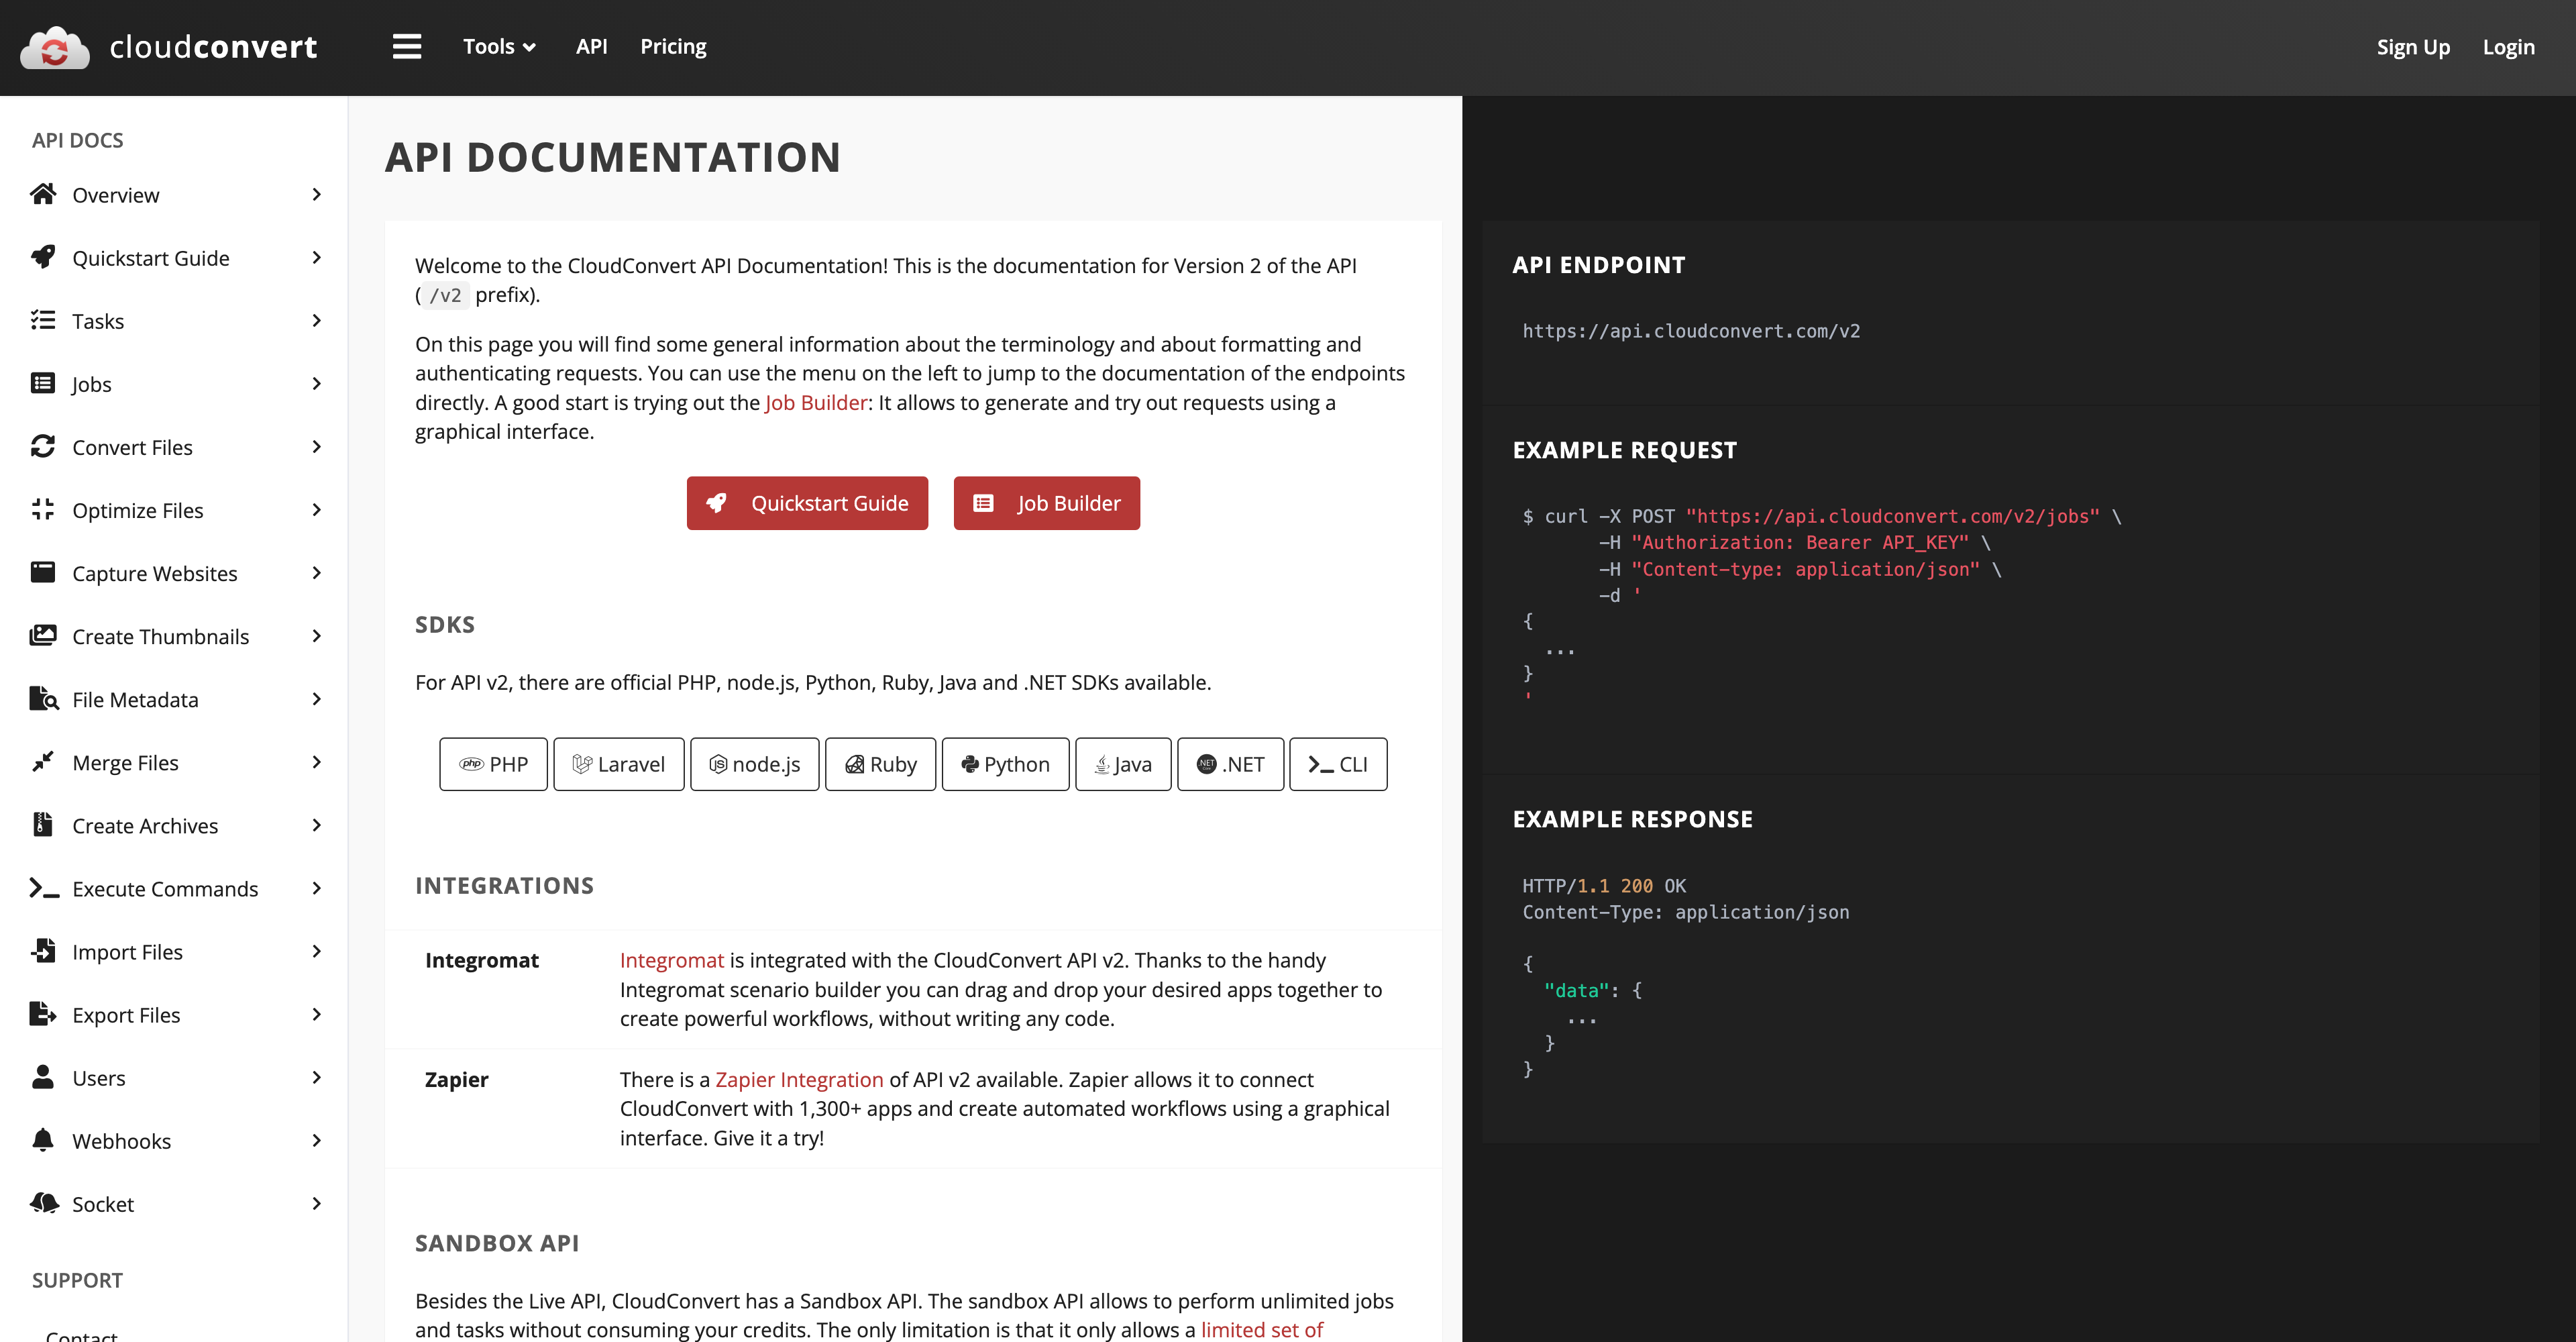 cloudconvert
Tools
API
Pricing
Sign Up
Login
API DOCS
Overview
Quickstart Guide
Tasks
Jobs
Convert Files
Optimize Files
Capture Websites
Create Thumbnails
File Metadata
Merge Files
Create Archives
Execute Commands
Import Files
Export Files
Users
Webhooks
Socket
SUPPORT
Contact
API DOCUMENTATION
Welcome to the CloudConvert API Documentation! This is the documentation for Version 2 of the API
( /v2 prefix).
On this page you will find some general information about the terminology and about formatting and
authenticating requests. You can use the menu on the left to jump to the documentation of the endpoints
directly. A good start is trying out the Job Builder: It allows to generate and try out requests using a
graphical interface.
Quickstart Guide
Job Builder
SDKS
For API v2, there are official PHP, node.js, Python, Ruby, Java and .NET SDKs available.
php PHP
Laravel
JS node.js
Ruby
Python
Java
.NET .NET
CLI
INTEGRATIONS
Integromat
Integromat is integrated with the CloudConvert API v2. Thanks to the handy
Integromat scenario builder you can drag and drop your desired apps together to
create powerful workflows, without writing any code.
Zapier
There is a Zapier Integration of API v2 available. Zapier allows it to connect
CloudConvert with 1,300+ apps and create automated workflows using a graphical
interface. Give it a try!
SANDBOX API
Besides the Live API, CloudConvert has a Sandbox API. The sandbox API allows to perform unlimited jobs
and tasks without consuming your credits. The only limitation is that it only allows a limited set of
API ENDPOINT
https://api.cloudconvert.com/v2
EXAMPLE REQUEST
$ curl -X POST "https://api.cloudconvert.com/v2/jobs" \
-H "Authorization: Bearer API_KEY" \
-H "Content-type: application/json" \
-d '
{
...
}
'
EXAMPLE RESPONSE
HTTP/1.1 200 OK
Content-Type: application/json
{
"data": {
...
}
}